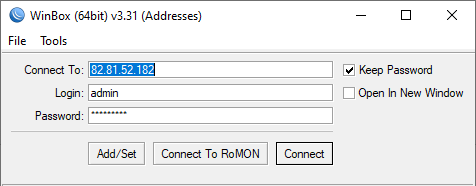 WinBox (64bit) v3.31 (Addresses)
File Tools
Connect To: 82.81.52.182 Keep Password
Login: admin Open In New Window
Password: *********
Add/Set Connect To RoMON Connect